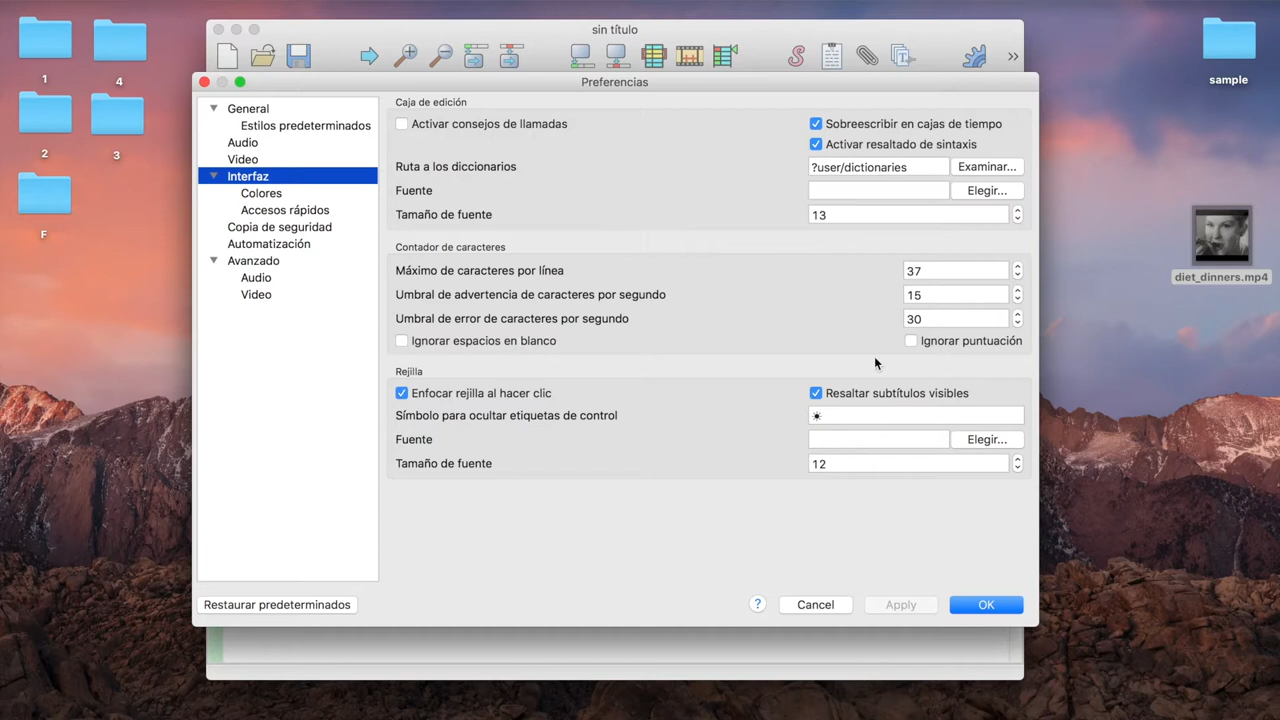 sin título
Preferencias
1
4
2
3
F
sample
diet_dinners.mp4
General
Estilos predeterminados
Audio
Video
Interfaz
Colores
Accesos rápidos
Copia de seguridad
Automatización
Avanzado
Audio
Video
Caja de edición
Activar consejos de llamadas
Sobreescribir en cajas de tiempo
Activar resaltado de sintaxis
Ruta a los diccionarios ?user/dictionaries Examinar...
Fuente Elegir...
Tamaño de fuente 13
Contador de caracteres
Máximo de caracteres por línea 37
Umbral de advertencia de caracteres por segundo 15
Umbral de error de caracteres por segundo 30
Ignorar espacios en blanco Ignorar puntuación
Rejilla
Enfocar rejilla al hacer clic Resaltar subtítulos visibles
Símbolo para ocultar etiquetas de control ☀
Fuente Elegir...
Tamaño de fuente 12
Restaurar predeterminados ? Cancel Apply OK